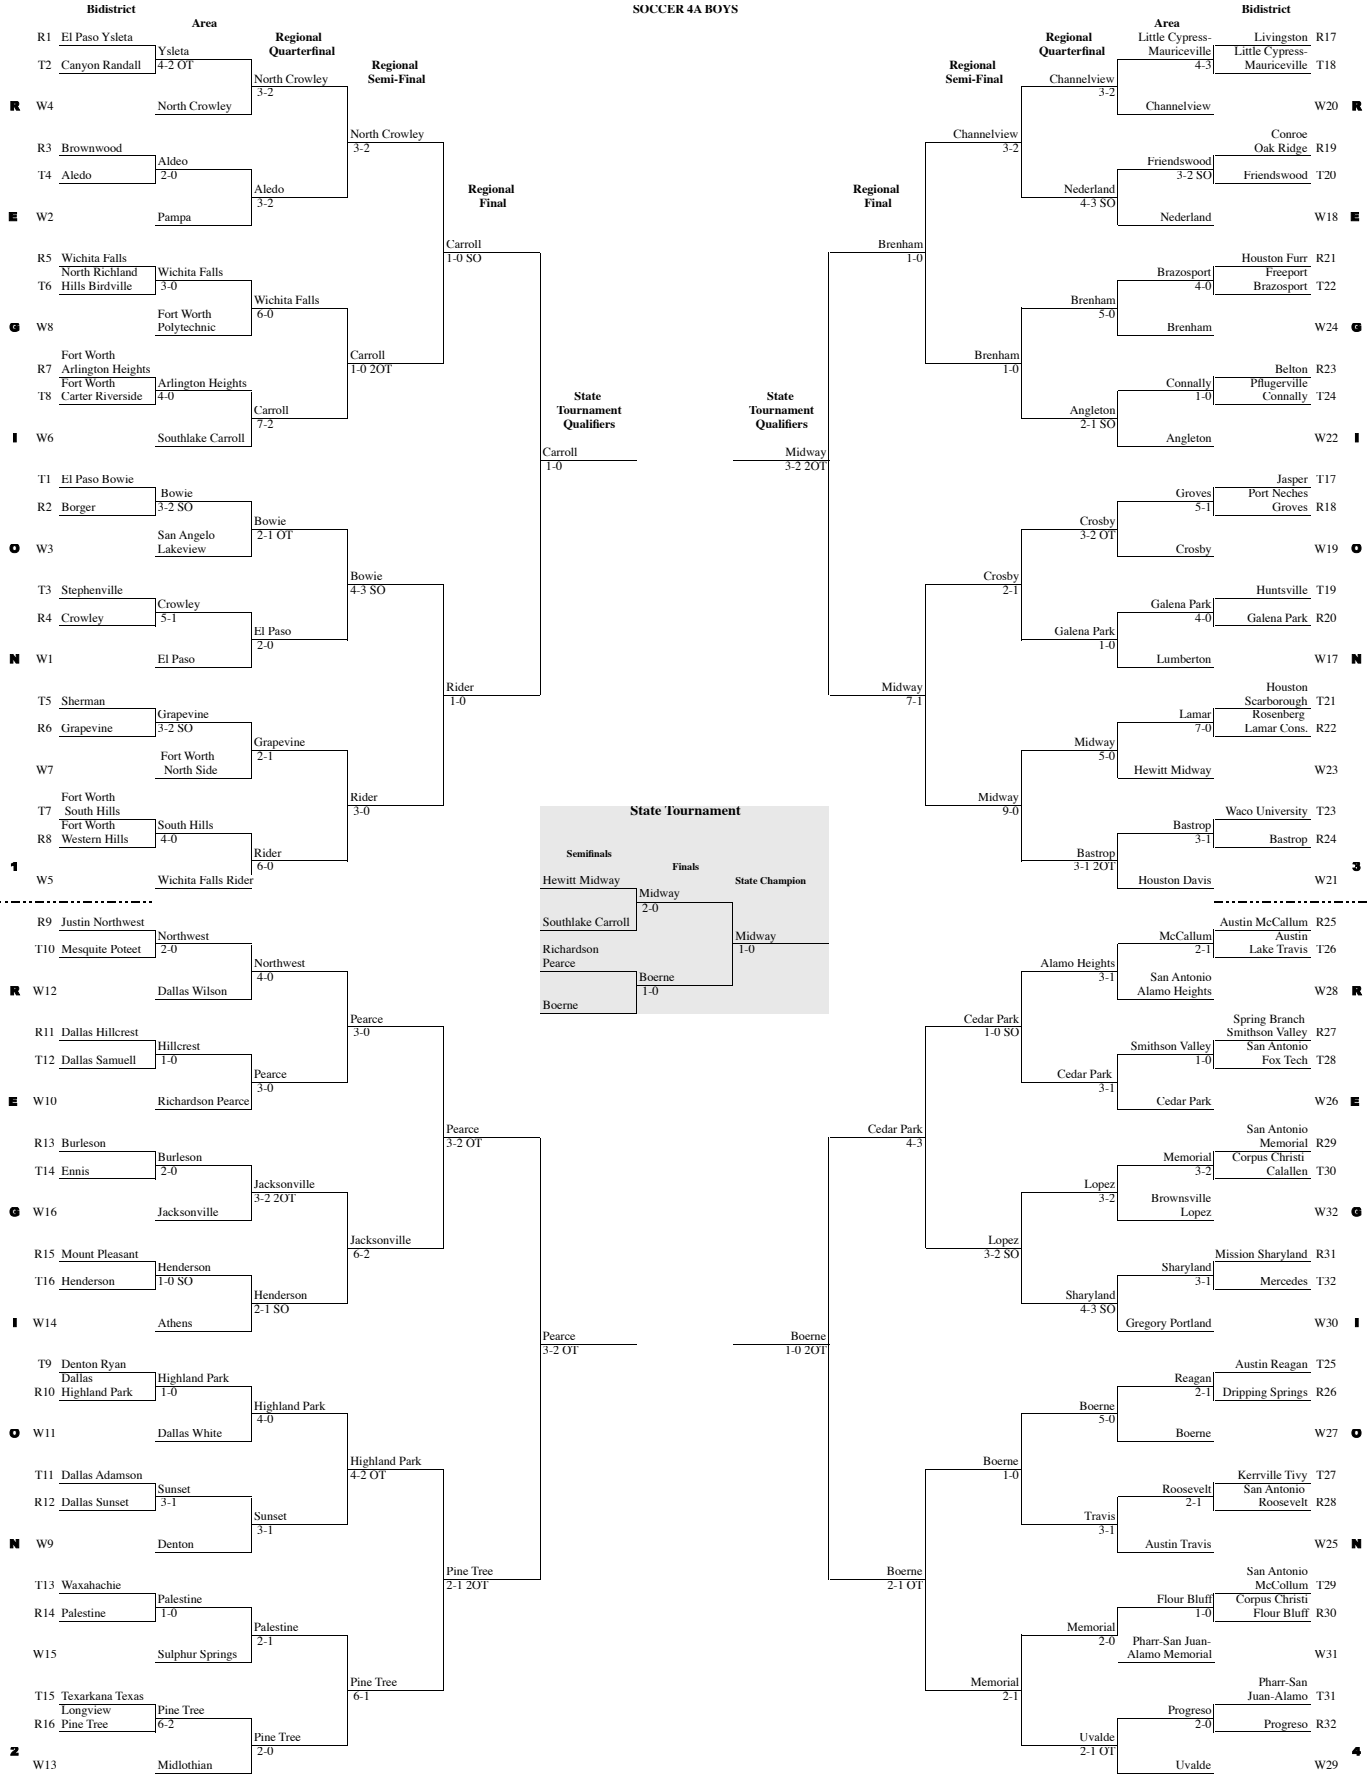 SOCCER 4A BOYS
Bidistrict
Area
Regional
Quarterfinal
Regional
Semi-Final
Regional
Final
State
Tournament
Qualifiers
R1 El Paso Ysleta
Ysleta
T2 Canyon Randall
4-2 OT
North Crowley
3-2
R W4 North Crowley
North Crowley
3-2
R3 Brownwood
Aldeo
T4 Aledo
2-0
Aledo
3-2
E W2 Pampa
Carroll
1-0 SO
R5 Wichita Falls
North Richland
T6 Hills Birdville
Wichita Falls
3-0
Wichita Falls
6-0
Fort Worth
G W8 Polytechnic
Carroll
1-0 2OT
Fort Worth
R7 Arlington Heights
Fort Worth
T8 Carter Riverside
Arlington Heights
4-0
Carroll
7-2
I W6 Southlake Carroll
Carroll
1-0
T1 El Paso Bowie
Bowie
R2 Borger
3-2 SO
Bowie
2-1 OT
San Angelo
O W3 Lakeview
Bowie
4-3 SO
T3 Stephenville
Crowley
R4 Crowley
5-1
El Paso
2-0
N W1 El Paso
Rider
1-0
T5 Sherman
Grapevine
R6 Grapevine
3-2 SO
Grapevine
2-1
Fort Worth
W7 North Side
Rider
3-0
Fort Worth
T7 South Hills
Fort Worth
R8 Western Hills
South Hills
4-0
Rider
6-0
1
W5 Wichita Falls Rider
R9 Justin Northwest
Northwest
T10 Mesquite Poteet
2-0
Northwest
4-0
R W12 Dallas Wilson
Pearce
3-0
R11 Dallas Hillcrest
Hillcrest
T12 Dallas Samuell
1-0
Pearce
3-0
E W10 Richardson Pearce
Pearce
3-2 OT
R13 Burleson
Burleson
T14 Ennis
2-0
Jacksonville
3-2 2OT
G W16 Jacksonville
Jacksonville
6-2
R15 Mount Pleasant
Henderson
T16 Henderson
1-0 SO
Henderson
2-1 SO
I W14 Athens
Pearce
3-2 OT
T9 Denton Ryan
Dallas
R10 Highland Park
Highland Park
1-0
Highland Park
4-0
O W11 Dallas White
Highland Park
4-2 OT
T11 Dallas Adamson
Sunset
R12 Dallas Sunset
3-1
Sunset
3-1
N W9 Denton
Pine Tree
2-1 2OT
T13 Waxahachie
Palestine
R14 Palestine
1-0
Palestine
2-1
W15 Sulphur Springs
Pine Tree
6-1
T15 Texarkana Texas
Longview
R16 Pine Tree
Pine Tree
6-2
Pine Tree
2-0
2
W13 Midlothian
State Tournament
Semifinals
Finals
State Champion
Hewitt Midway
Midway
2-0
Southlake Carroll
Midway
1-0
Richardson
Pearce
Boerne
1-0
Boerne
Bidistrict
Area
Regional
Quarterfinal
Regional
Semi-Final
Regional
Final
State
Tournament
Qualifiers
Livingston R17
Little Cypress-
Mauriceville T18
Little Cypress-
Mauriceville
4-3
Channelview
3-2
Channelview W20 R
Channelview
3-2
Conroe
Oak Ridge R19
Friendswood
3-2 SO
Friendswood T20
Nederland
4-3 SO
Nederland W18 E
Brenham
1-0
Houston Furr R21
Freeport
Brazosport T22
Brazosport
4-0
Brenham
5-0
Brenham W24 G
Brenham
1-0
Belton R23
Pflugerville
Connally T24
Connally
1-0
Angleton
2-1 SO
Angleton W22 I
Midway
3-2 2OT
Jasper T17
Port Neches
Groves R18
Groves
5-1
Crosby
3-2 OT
Crosby W19 O
Crosby
2-1
Huntsville T19
Galena Park
4-0
Galena Park R20
Galena Park
1-0
Lumberton W17 N
Midway
7-1
Houston
Scarborough T21
Rosenberg
Lamar Cons. R22
Lamar
7-0
Midway
5-0
Hewitt Midway W23
Midway
9-0
Waco University T23
Bastrop
3-1
Bastrop R24
Bastrop
3-1 2OT
3
Houston Davis W21
Austin McCallum R25
Austin
Lake Travis T26
McCallum
2-1
Alamo Heights
3-1
San Antonio
Alamo Heights W28 R
Cedar Park
1-0 SO
Spring Branch
Smithson Valley R27
San Antonio
Fox Tech T28
Smithson Valley
1-0
Cedar Park
3-1
Cedar Park W26 E
Cedar Park
4-3
San Antonio
Memorial R29
Corpus Christi
Calallen T30
Memorial
3-2
Lopez
3-2
Brownsville
Lopez W32 G
Lopez
3-2 SO
Mission Sharyland R31
Sharyland
3-1
Mercedes T32
Sharyland
4-3 SO
Gregory Portland W30 I
Boerne
1-0 2OT
Austin Reagan T25
Reagan
2-1
Dripping Springs R26
Boerne
5-0
Boerne W27 O
Boerne
1-0
Kerrville Tivy T27
San Antonio
Roosevelt R28
Roosevelt
2-1
Travis
3-1
Austin Travis W25 N
Boerne
2-1 OT
San Antonio
McCollum T29
Corpus Christi
Flour Bluff R30
Flour Bluff
1-0
Memorial
2-0
Pharr-San Juan-
Alamo Memorial W31
Memorial
2-1
Pharr-San
Juan-Alamo T31
Progreso
2-0
Progreso R32
Uvalde
2-1 OT
4
Uvalde W29